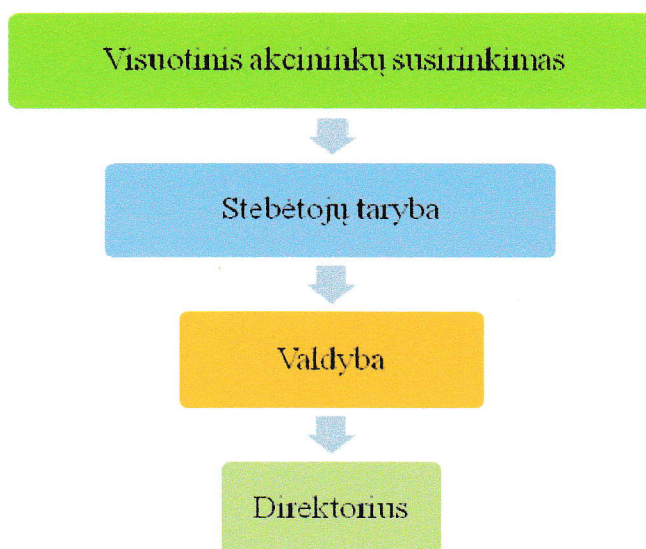 Visuotinis akcininkų susirinkimas
Stebėtojų taryba
Valdyba
Direktorius